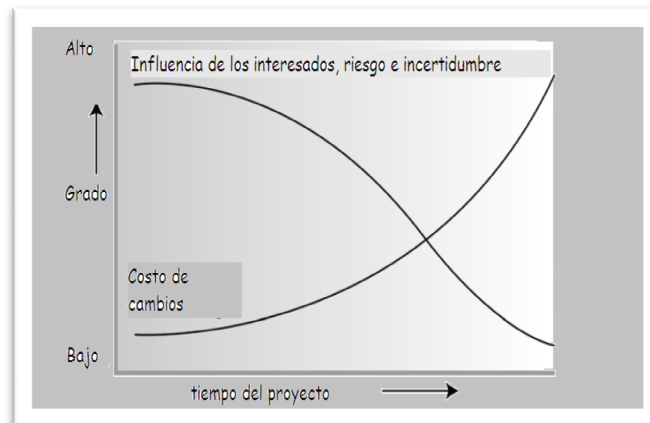 Alto
Influencia de los interesados, riesgo e incertidumbre
Grado
Costo de
cambios
Bajo
tiempo del proyecto